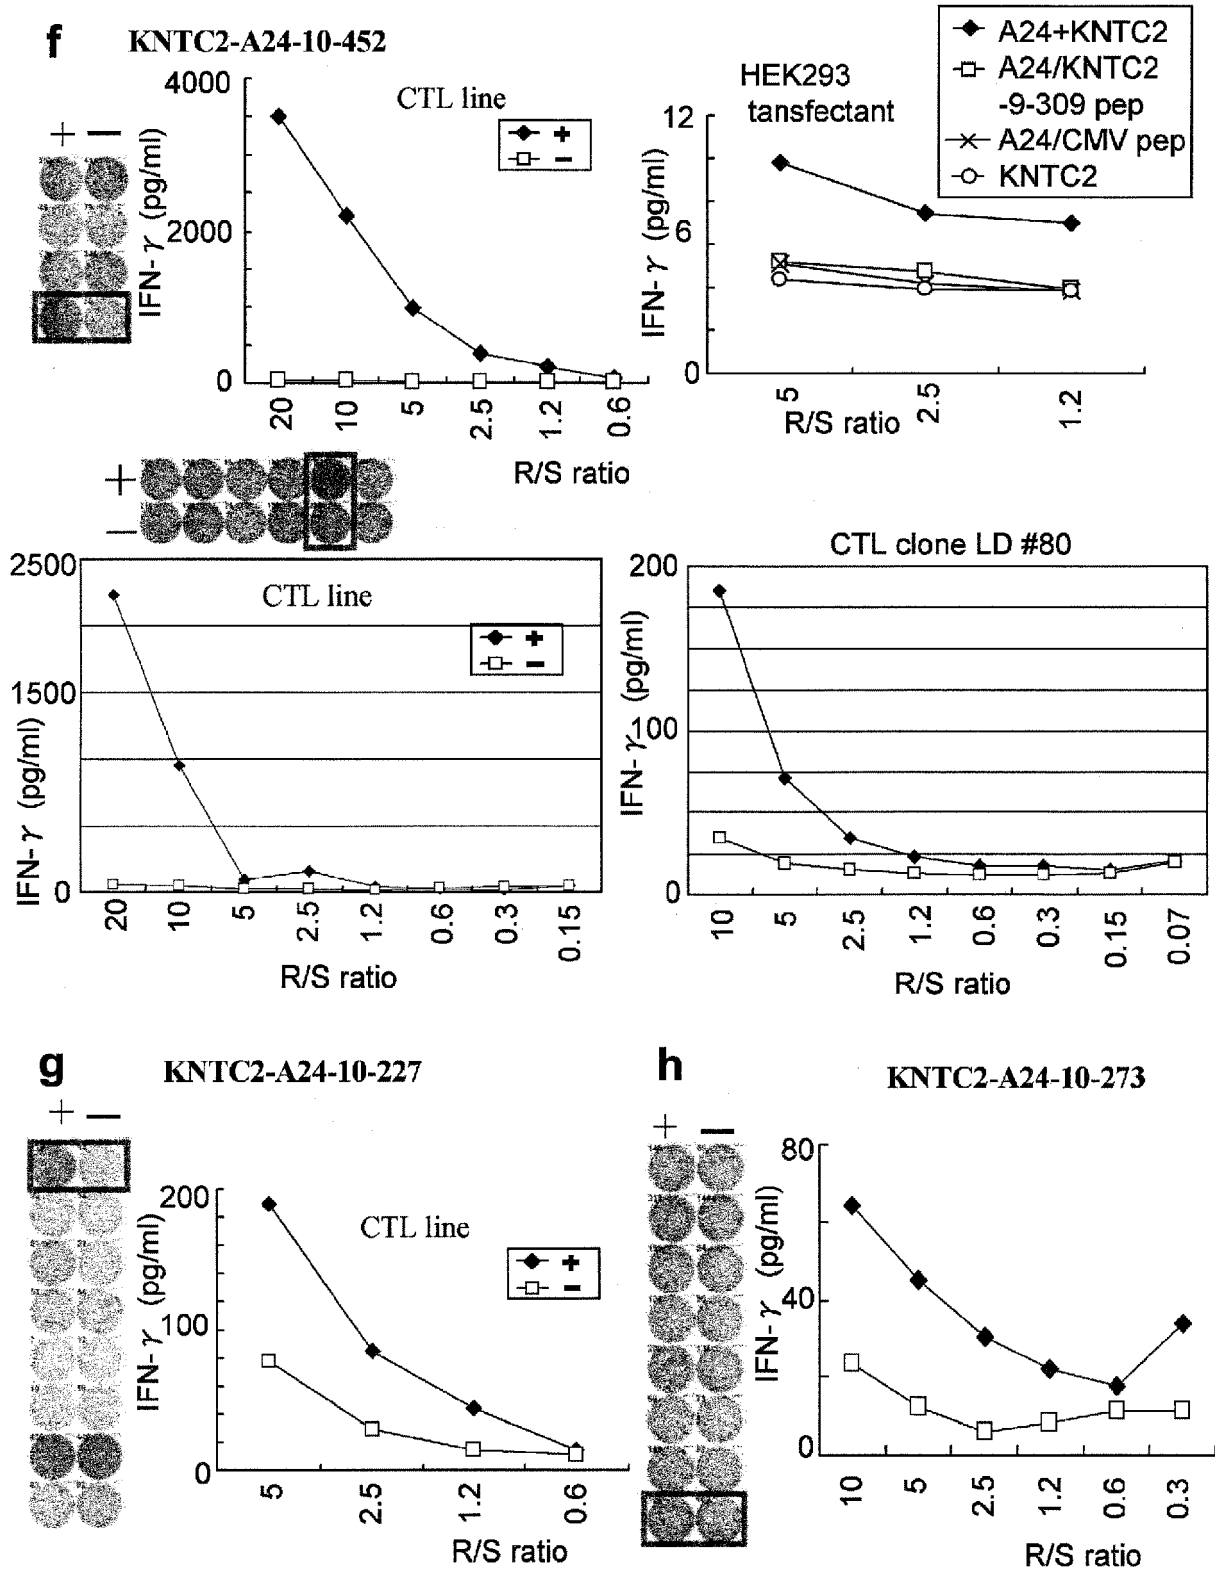 f KNTC2-A24-10-452
A24+KNTC2
A24/KNTC2
-9-309 pep
A24/CMV pep
KNTC2
+ −
IFN-γ (pg/ml)
4000
2000
0
CTL line
+
−
20 10 5 2.5 1.2 0.6
R/S ratio
HEK293
tansfectant
IFN-γ (pg/ml)
12
6
0
5 2.5 1.2
R/S ratio
+
−
2500
1500
0
IFN-γ (pg/ml)
CTL line
+
−
20 10 5 2.5 1.2 0.6 0.3 0.15
R/S ratio
CTL clone LD #80
200
100
0
IFN-γ (pg/ml)
10 5 2.5 1.2 0.6 0.3 0.15 0.07
R/S ratio
g KNTC2-A24-10-227
+ −
200
100
0
IFN-γ (pg/ml)
CTL line
+
−
5 2.5 1.2 0.6
R/S ratio
h KNTC2-A24-10-273
+ −
80
40
0
IFN-γ (pg/ml)
10 5 2.5 1.2 0.6 0.3
R/S ratio